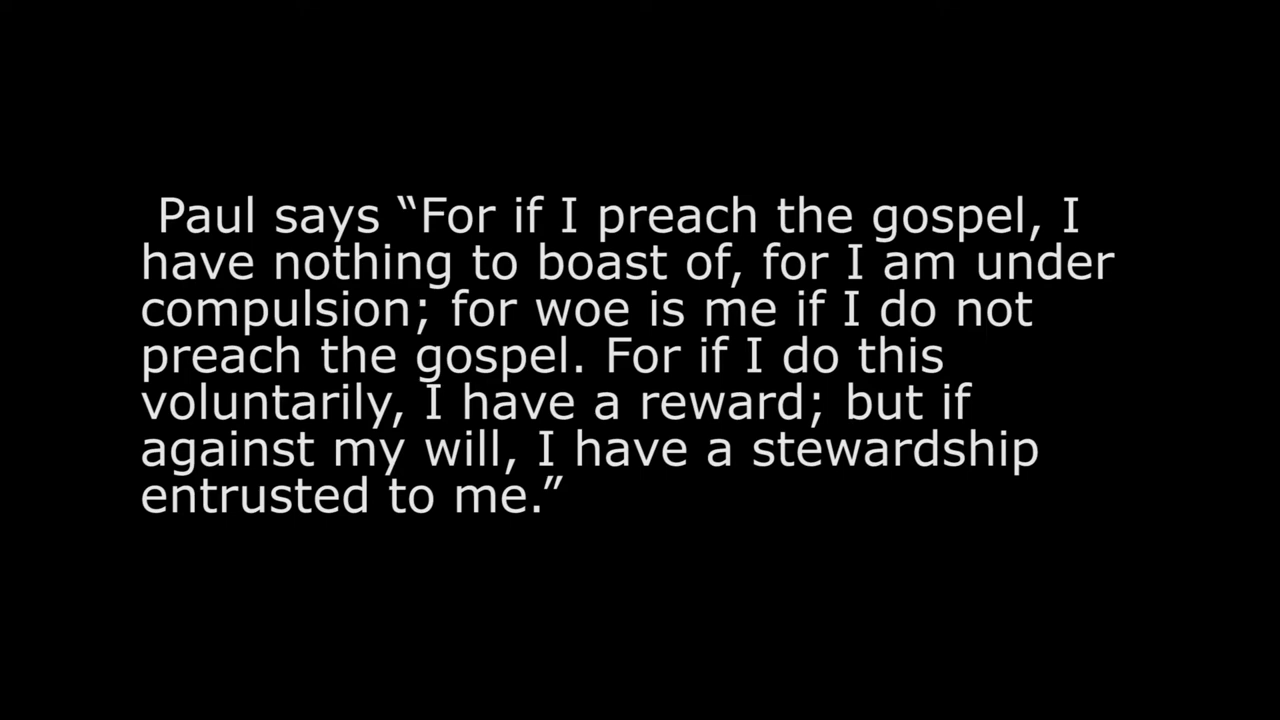 Paul says “For if I preach the gospel, I
have nothing to boast of, for I am under
compulsion; for woe is me if I do not
preach the gospel. For if I do this
voluntarily, I have a reward; but if
against my will, I have a stewardship
entrusted to me.”